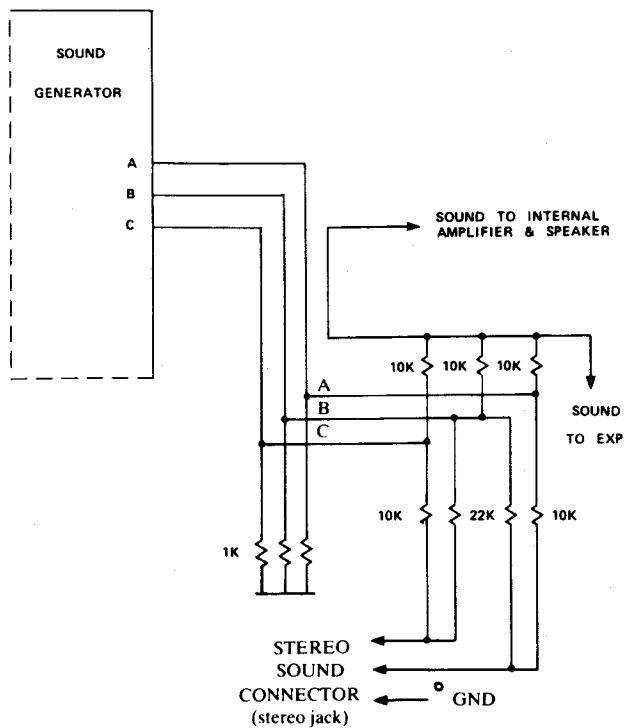 SOUND
GENERATOR
A
B
C
SOUND TO INTERNAL
AMPLIFIER & SPEAKER
10K 10K 10K
A
B
C
SOUND
TO EXP
10K 22K 10K
1K
STEREO
SOUND
CONNECTOR
(stereo jack)
GND